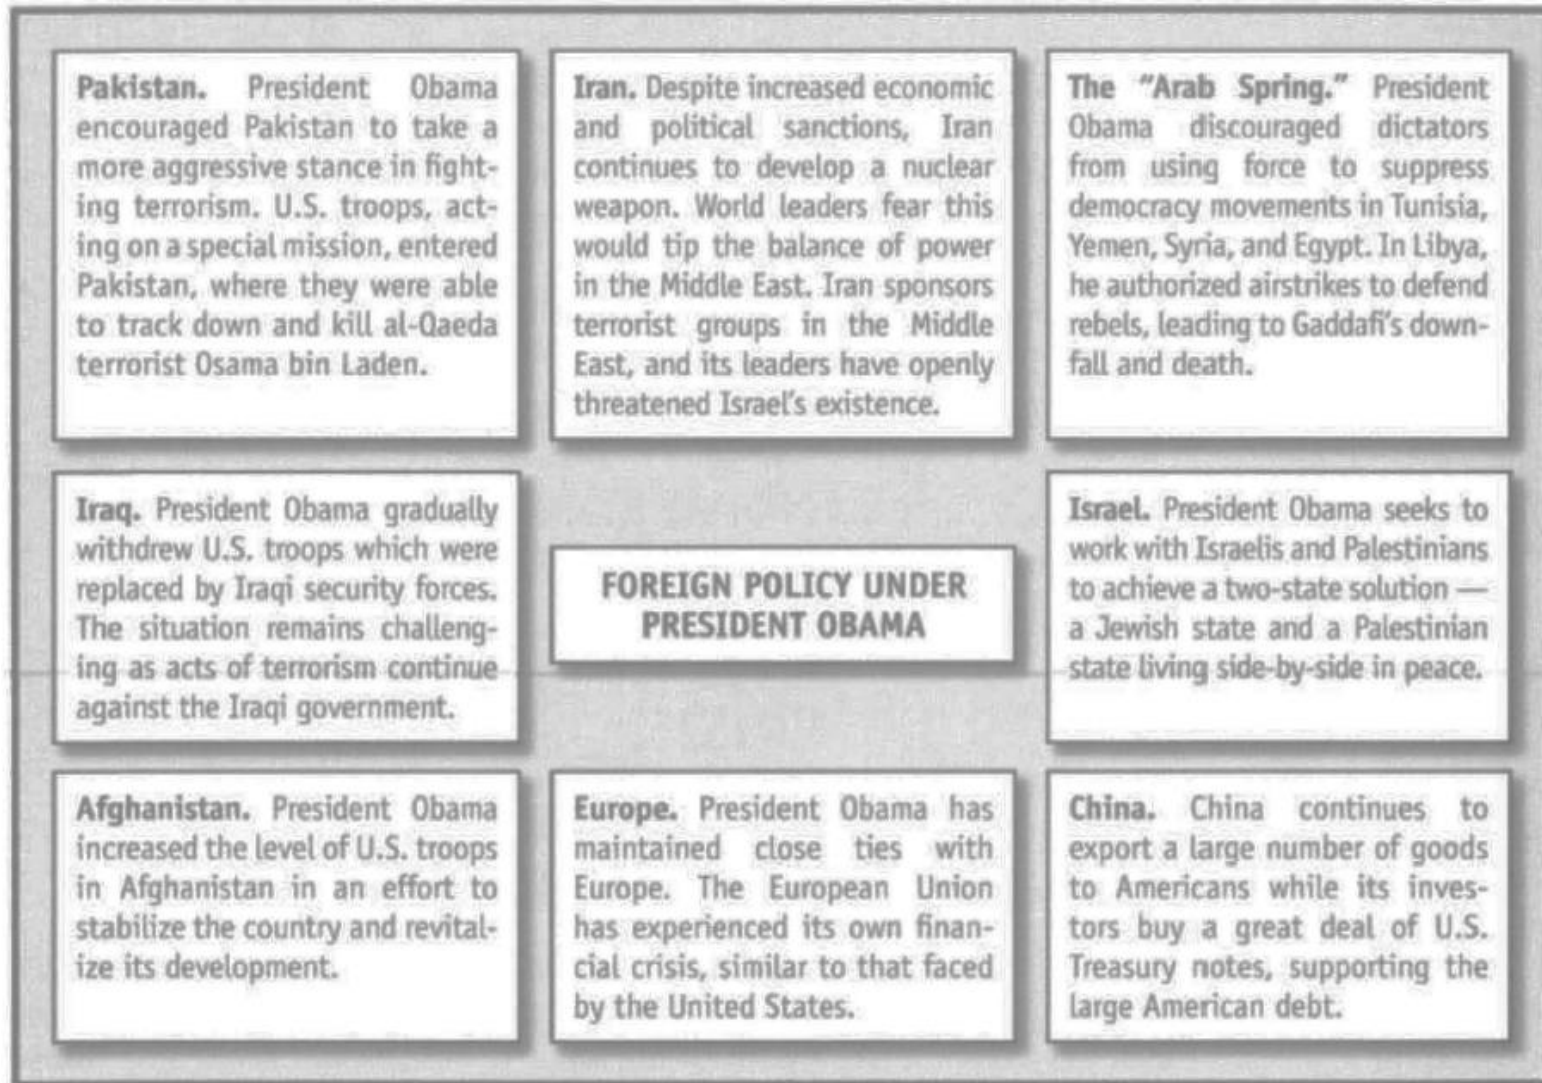 Pakistan. President Obama
encouraged Pakistan to take a
more aggressive stance in fight-
ing terrorism. U.S. troops, act-
ing on a special mission, entered
Pakistan, where they were able
to track down and kill al-Qaeda
terrorist Osama bin Laden.
Iran. Despite increased economic
and political sanctions, Iran
continues to develop a nuclear
weapon. World leaders fear this
would tip the balance of power
in the Middle East. Iran sponsors
terrorist groups in the Middle
East, and its leaders have openly
threatened Israel's existence.
The "Arab Spring." President
Obama discouraged dictators
from using force to suppress
democracy movements in Tunisia,
Yemen, Syria, and Egypt. In Libya,
he authorized airstrikes to defend
rebels, leading to Gaddafi's down-
fall and death.
Iraq. President Obama gradually
withdrew U.S. troops which were
replaced by Iraqi security forces.
The situation remains challeng-
ing as acts of terrorism continue
against the Iraqi government.
FOREIGN POLICY UNDER
PRESIDENT OBAMA
Israel. President Obama seeks to
work with Israelis and Palestinians
to achieve a two-state solution —
a Jewish state and a Palestinian
state living side-by-side in peace.
Afghanistan. President Obama
increased the level of U.S. troops
in Afghanistan in an effort to
stabilize the country and revital-
ize its development.
Europe. President Obama has
maintained close ties with
Europe. The European Union
has experienced its own finan-
cial crisis, similar to that faced
by the United States.
China. China continues to
export a large number of goods
to Americans while its inves-
tors buy a great deal of U.S.
Treasury notes, supporting the
large American debt.